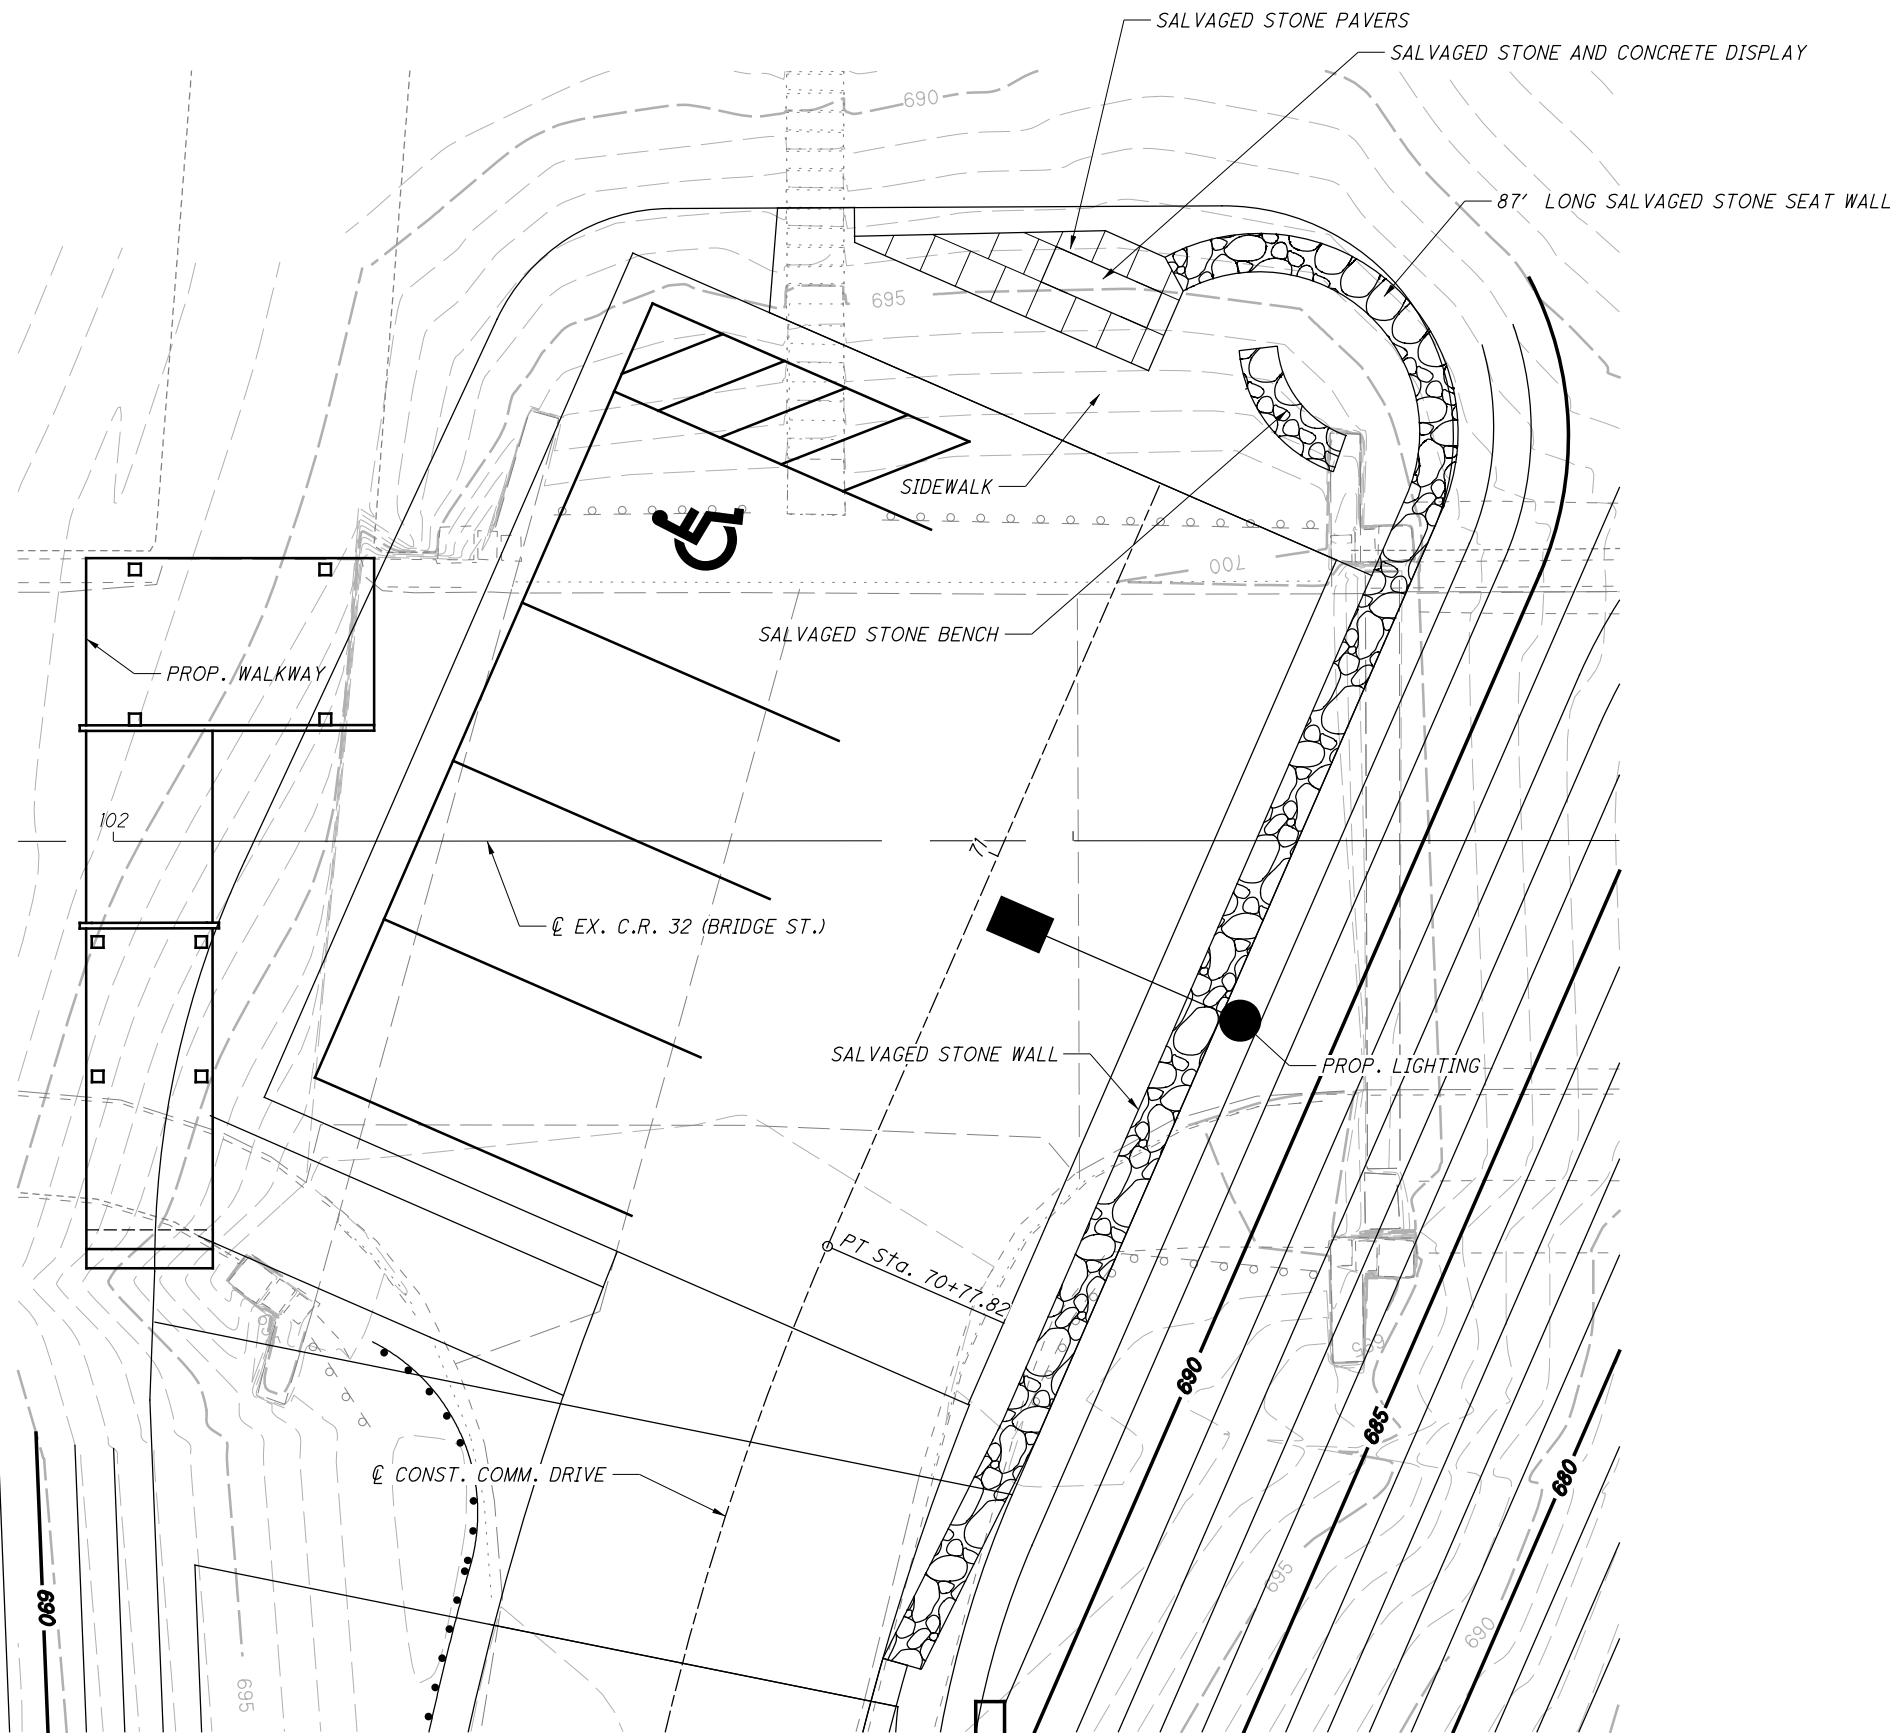 SALVAGED STONE PAVERS
SALVAGED STONE AND CONCRETE DISPLAY
690
87' LONG SALVAGED STONE SEAT WALL
695
SIDEWALK
700
SALVAGED STONE BENCH
PROP. WALKWAY
102
71
℄ EX. C.R. 32 (BRIDGE ST.)
SALVAGED STONE WALL
PROP. LIGHTING
PT Sta. 70+77.82
695
695
690
685
℄ CONST. COMM. DRIVE
680
690
695
690
695